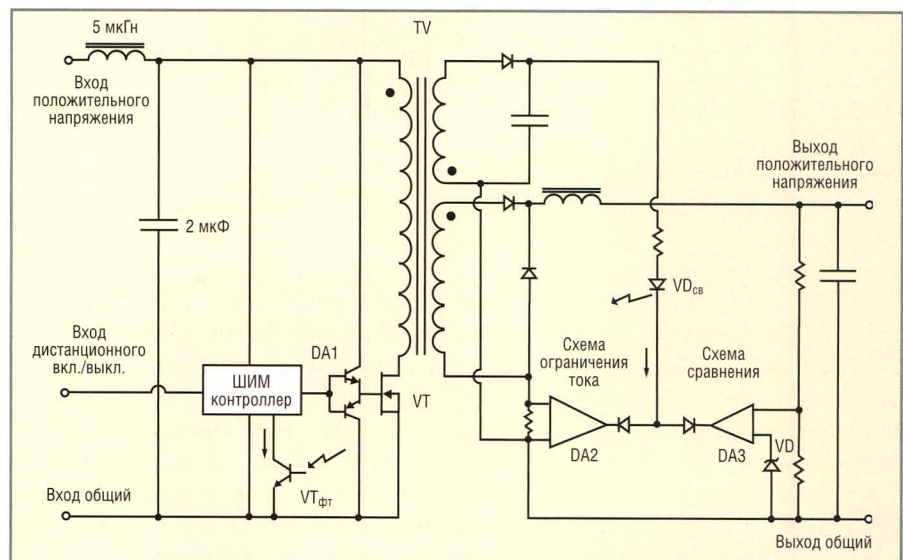 5 мкГн
TV
Вход
положительного
напряжения
2 мкФ
Выход
положительного
напряжения
VDсв
Вход
дистанционного
вкл./выкл.
ШИМ
контроллер
DA1
VT
Схема
ограничения
тока
Схема
сравнения
DA2
DA3
VD
VTфт
Вход общий
Выход общий